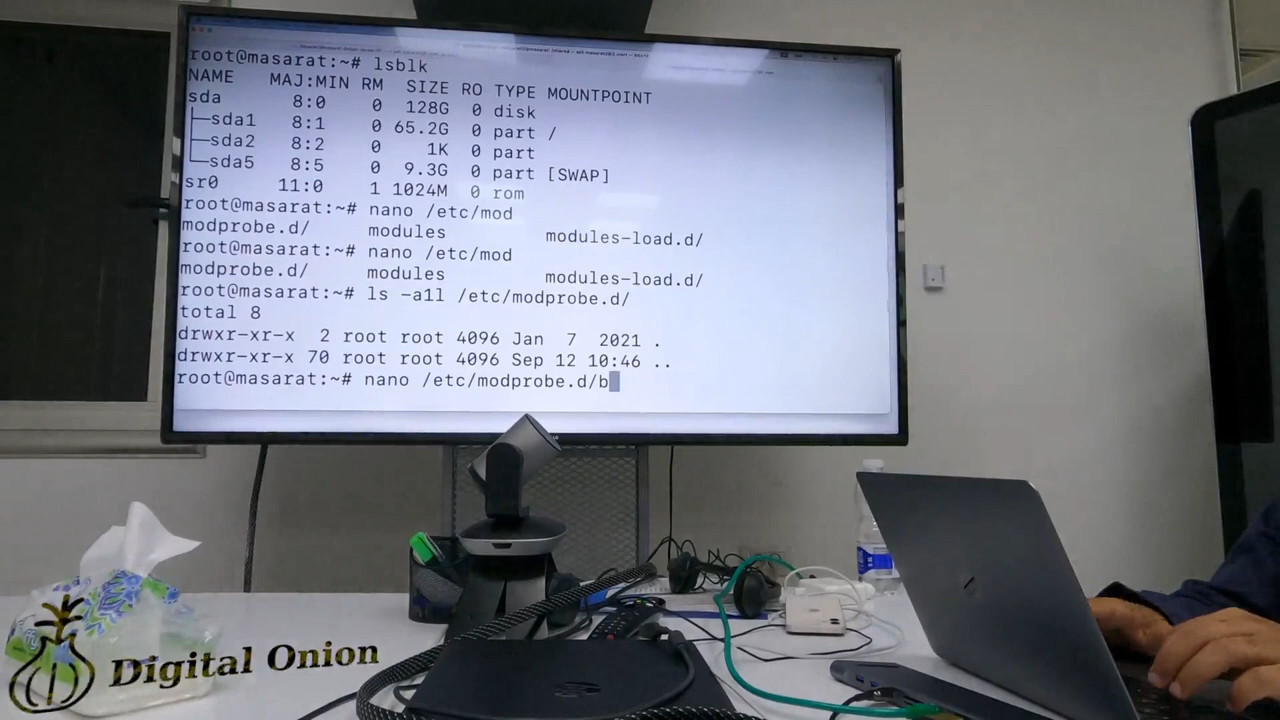 root@masarat:~# lsblk
NAME MAJ:MIN RM SIZE RO TYPE MOUNTPOINT
sda 8:0 0 128G 0 disk
├─sda1 8:1 0 65.2G 0 part /
├─sda2 8:2 0 1K 0 part
└─sda5 8:5 0 9.3G 0 part [SWAP]
sr0 11:0 1 1024M 0 rom
root@masarat:~# nano /etc/mod
modprobe.d/ modules modules-load.d/
root@masarat:~# nano /etc/mod
modprobe.d/ modules modules-load.d/
root@masarat:~# ls -a1l /etc/modprobe.d/
total 8
drwxr-xr-x 2 root root 4096 Jan 7 2021 .
drwxr-xr-x 70 root root 4096 Sep 12 10:46 ..
root@masarat:~# nano /etc/modprobe.d/b
Digital Onion